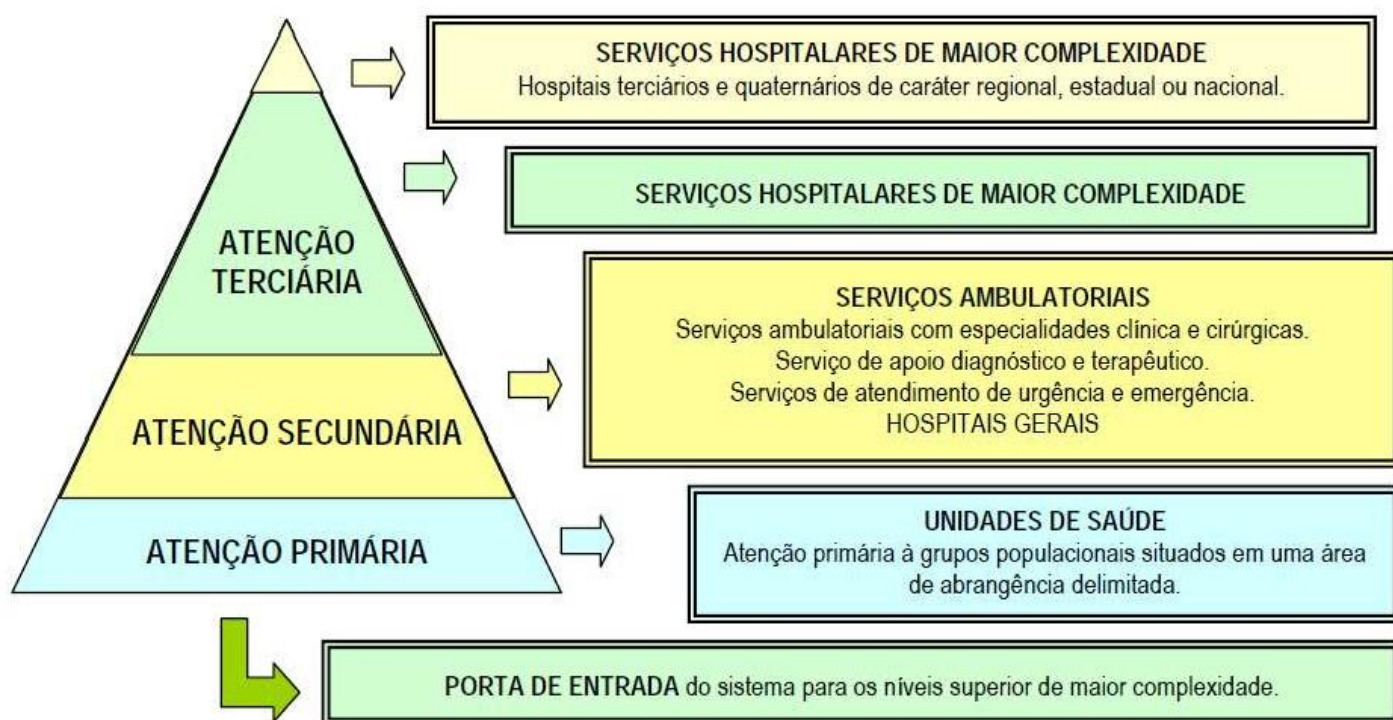 SERVIÇOS HOSPITALARES DE MAIOR COMPLEXIDADE
Hospitais terciários e quaternários de caráter regional, estadual ou nacional.
SERVIÇOS HOSPITALARES DE MAIOR COMPLEXIDADE
ATENÇÃO
TERCIÁRIA
SERVIÇOS AMBULATORIAIS
Serviços ambulatoriais com especialidades clínica e cirúrgicas.
Serviço de apoio diagnóstico e terapêutico.
Serviços de atendimento de urgência e emergência.
HOSPITAIS GERAIS
ATENÇÃO SECUNDÁRIA
UNIDADES DE SAÚDE
Atenção primária à grupos populacionais situados em uma área
de abrangência delimitada.
ATENÇÃO PRIMÁRIA
PORTA DE ENTRADA do sistema para os níveis superior de maior complexidade.